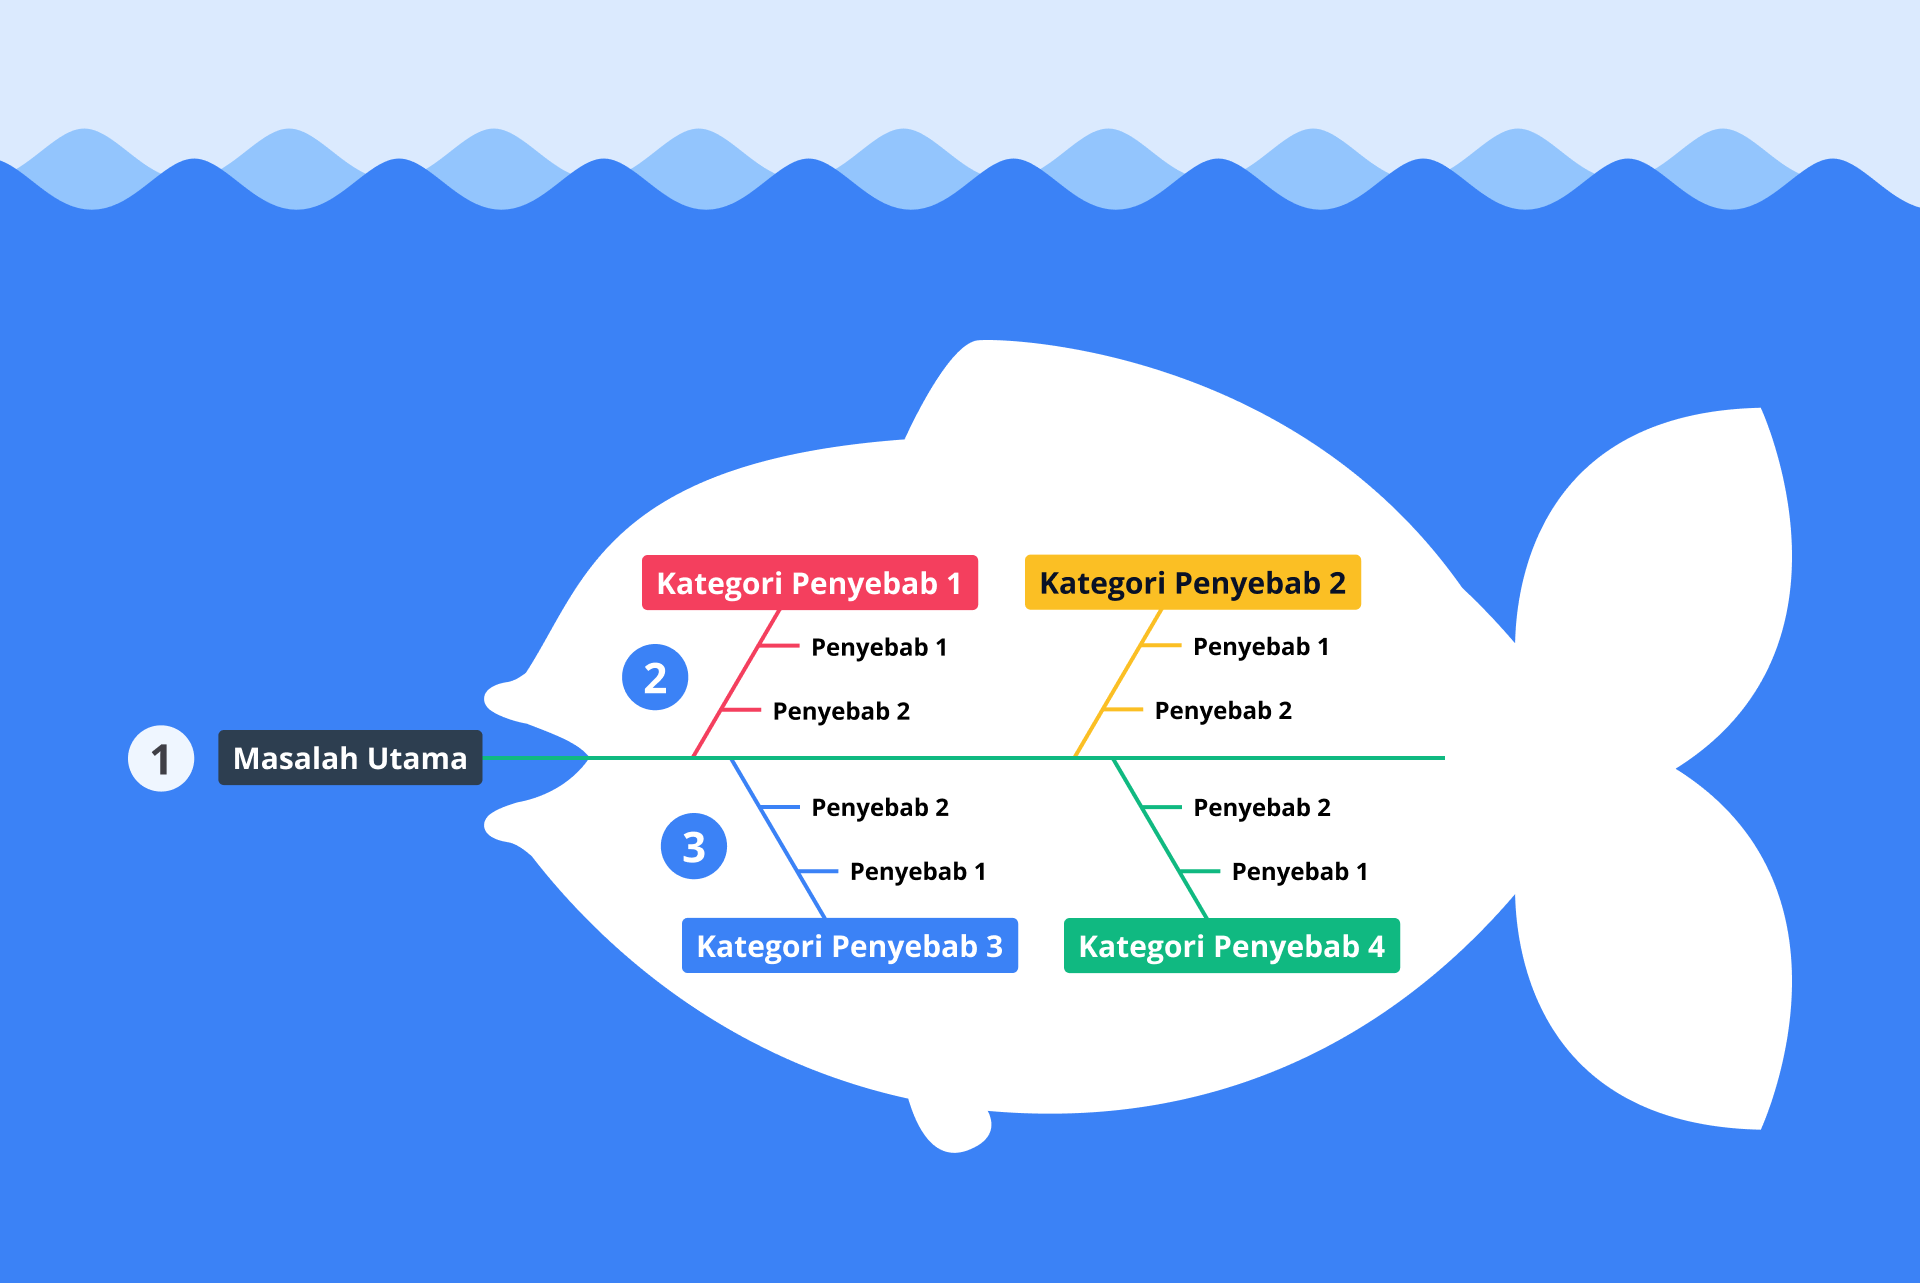 Kategori Penyebab 1
Kategori Penyebab 2
Penyebab 1
Penyebab 1
2
Penyebab 2
Penyebab 2
1
Masalah Utama
Penyebab 2
Penyebab 2
3
Penyebab 1
Penyebab 1
Kategori Penyebab 3
Kategori Penyebab 4